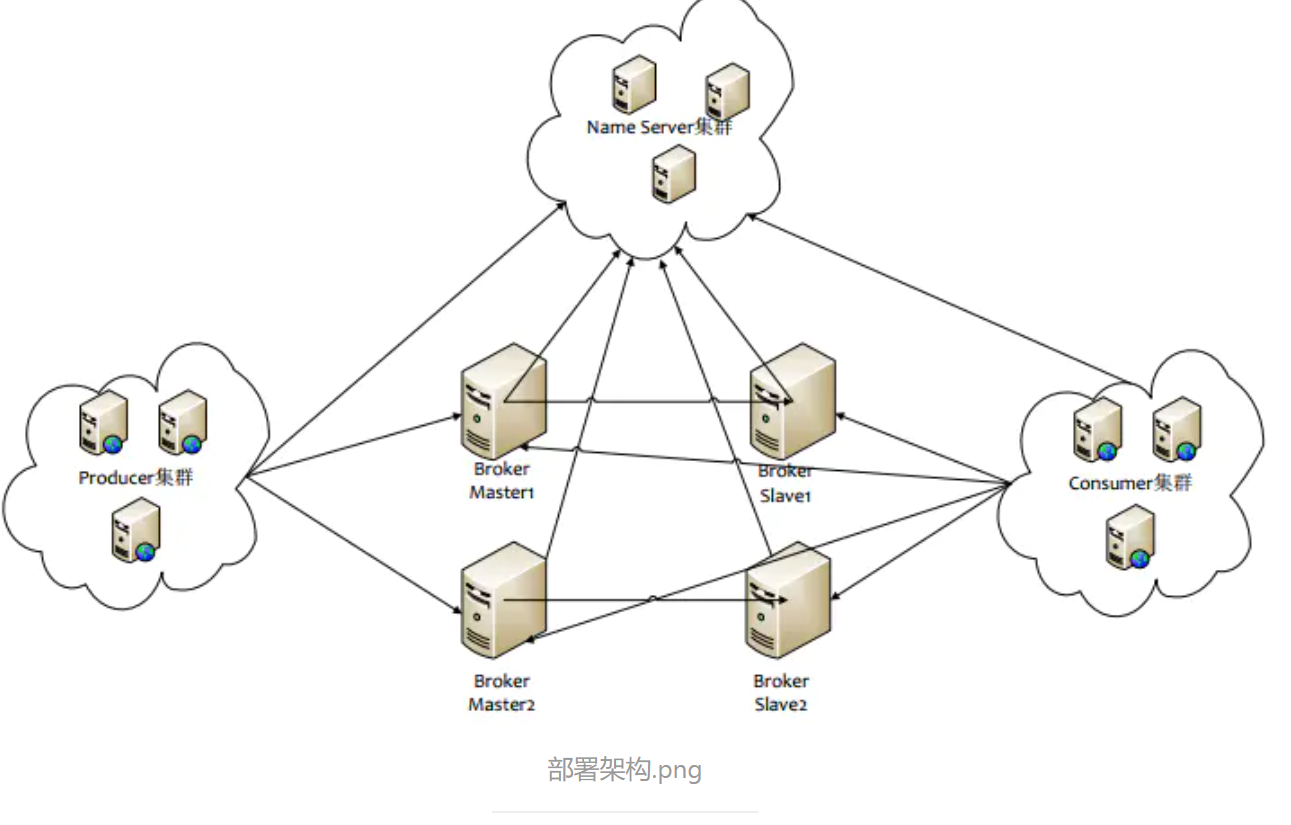 Name Server集群
Producer集群
Broker
Master1
Broker
Slave1
Consumer集群
Broker
Master2
Broker
Slave2
部署架构.png